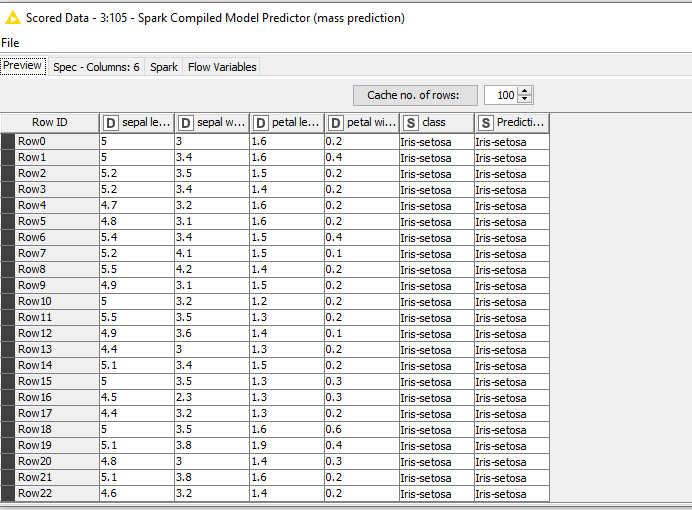 Scored Data - 3:105 - Spark Compiled Model Predictor (mass prediction)
File
Preview Spec - Columns: 6 Spark Flow Variables
Cache no. of rows: 100
Row ID D sepal le... D sepal w... D petal le... D petal wi... S class S Predicti...
Row0 5 3 1.6 0.2 Iris-setosa Iris-setosa
Row1 5 3.4 1.6 0.4 Iris-setosa Iris-setosa
Row2 5.2 3.5 1.5 0.2 Iris-setosa Iris-setosa
Row3 5.2 3.4 1.4 0.2 Iris-setosa Iris-setosa
Row4 4.7 3.2 1.6 0.2 Iris-setosa Iris-setosa
Row5 4.8 3.1 1.6 0.2 Iris-setosa Iris-setosa
Row6 5.4 3.4 1.5 0.4 Iris-setosa Iris-setosa
Row7 5.2 4.1 1.5 0.1 Iris-setosa Iris-setosa
Row8 5.5 4.2 1.4 0.2 Iris-setosa Iris-setosa
Row9 4.9 3.1 1.5 0.2 Iris-setosa Iris-setosa
Row10 5 3.2 1.2 0.2 Iris-setosa Iris-setosa
Row11 5.5 3.5 1.3 0.2 Iris-setosa Iris-setosa
Row12 4.9 3.6 1.4 0.1 Iris-setosa Iris-setosa
Row13 4.4 3 1.3 0.2 Iris-setosa Iris-setosa
Row14 5.1 3.4 1.5 0.2 Iris-setosa Iris-setosa
Row15 5 3.5 1.3 0.3 Iris-setosa Iris-setosa
Row16 4.5 2.3 1.3 0.3 Iris-setosa Iris-setosa
Row17 4.4 3.2 1.3 0.2 Iris-setosa Iris-setosa
Row18 5 3.5 1.6 0.6 Iris-setosa Iris-setosa
Row19 5.1 3.8 1.9 0.4 Iris-setosa Iris-setosa
Row20 4.8 3 1.4 0.3 Iris-setosa Iris-setosa
Row21 5.1 3.8 1.6 0.2 Iris-setosa Iris-setosa
Row22 4.6 3.2 1.4 0.2 Iris-setosa Iris-setosa